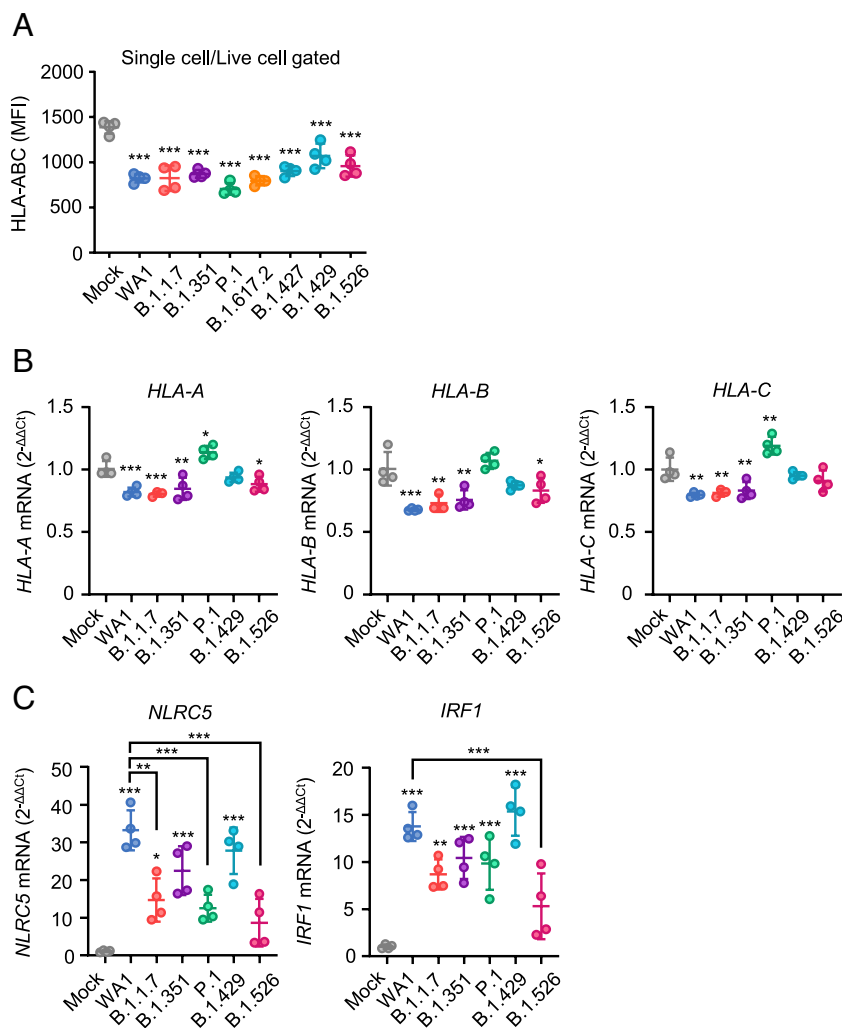 A
Single cell/Live cell gated
HLA-ABC (MFI)
2000
1500
1000
500
0
*** *** *** *** *** *** *** ***
Mock WA1 B.1.1.7 B.1.351 P.1 B.1.617.2 B.1.427 B.1.429 B.1.526
B
HLA-A
HLA-A mRNA (2-ΔΔCt)
1.5
1.0
0.5
0
*** *** ** * *
Mock WA1 B.1.1.7 B.1.351 P.1 B.1.429 B.1.526
HLA-B
HLA-B mRNA (2-ΔΔCt)
1.5
1.0
0.5
0
*** ** ** *
Mock WA1 B.1.1.7 B.1.351 P.1 B.1.429 B.1.526
HLA-C
HLA-C mRNA (2-ΔΔCt)
1.5
1.0
0.5
0
** ** ** **
Mock WA1 B.1.1.7 B.1.351 P.1 B.1.429 B.1.526
C
NLRC5
NLRC5 mRNA (2-ΔΔCt)
50
40
30
20
10
0
***
***
**
*** * *** ***
Mock WA1 B.1.1.7 B.1.351 P.1 B.1.429 B.1.526
IRF1
IRF1 mRNA (2-ΔΔCt)
20
15
10
5
0
***
*** ** *** *** ***
Mock WA1 B.1.1.7 B.1.351 P.1 B.1.429 B.1.526